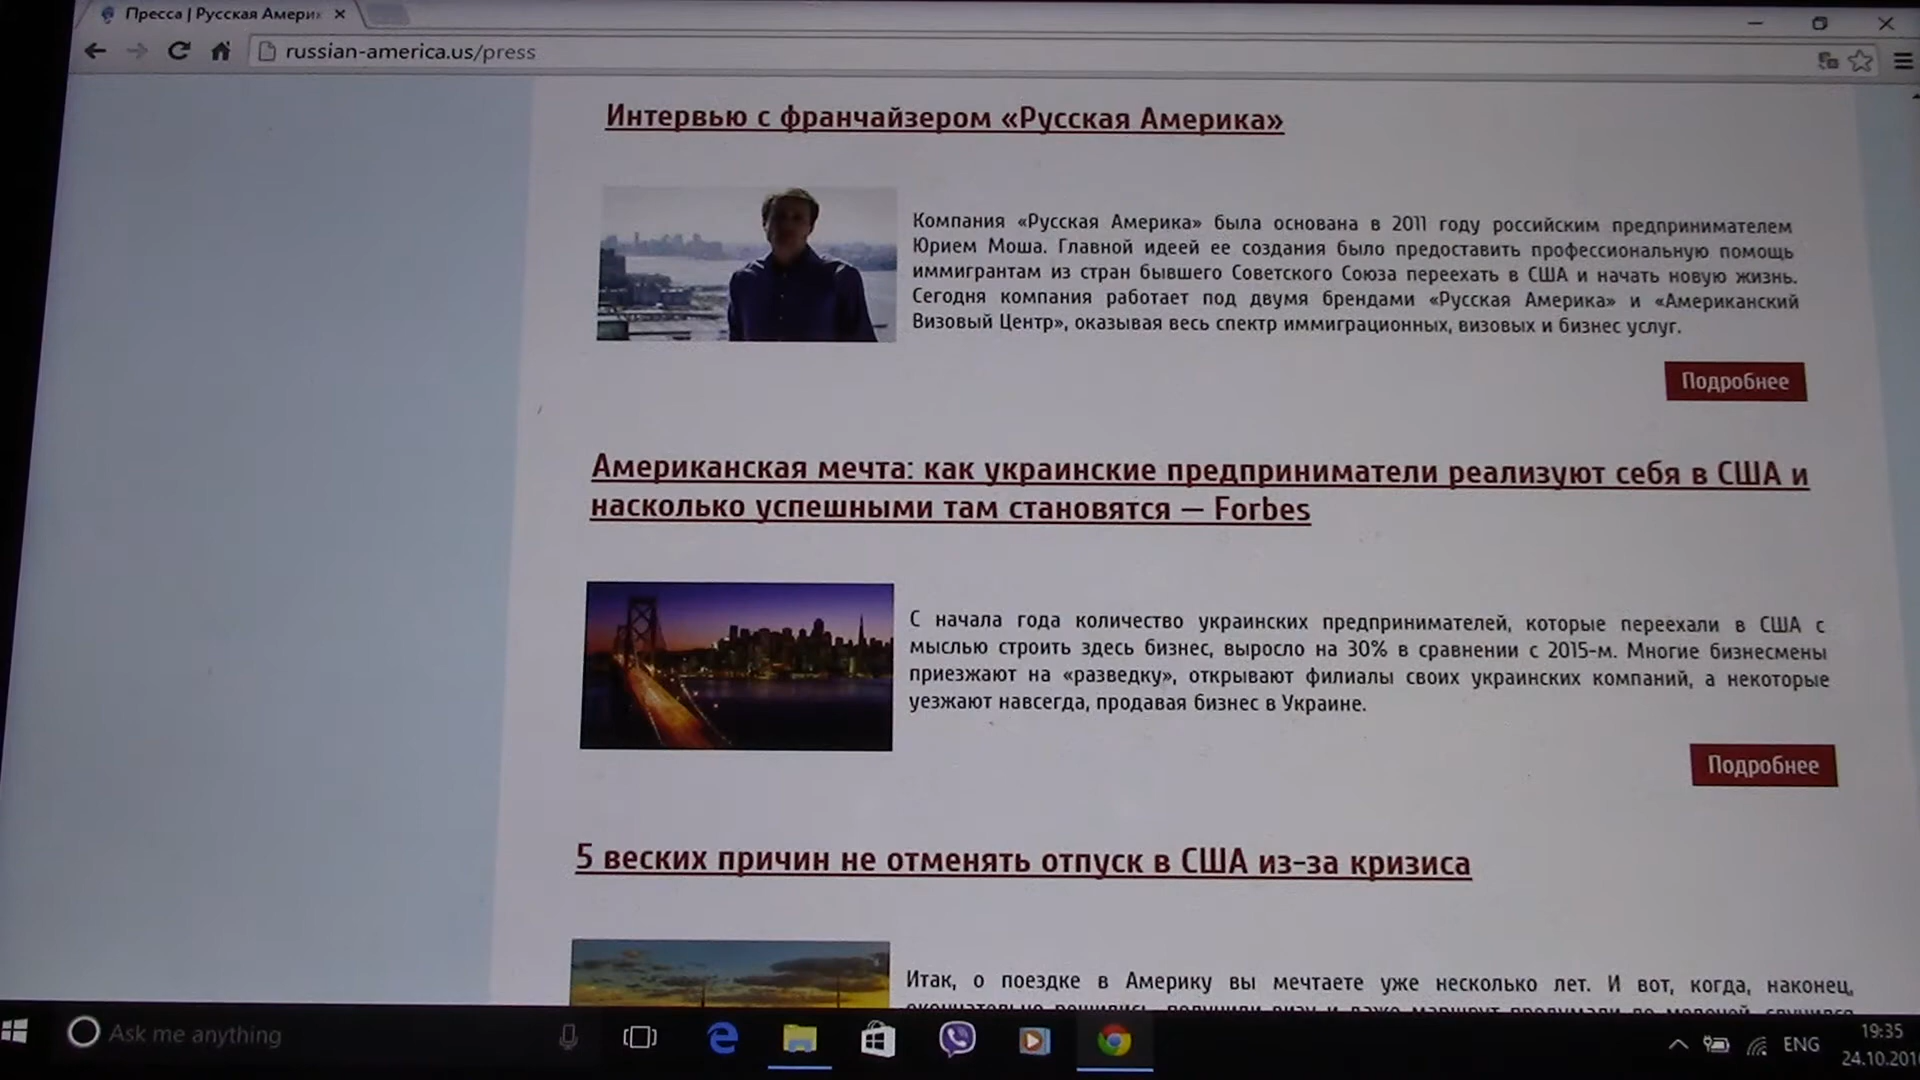 Пресса | Русская Америк
russian-america.us/press
Интервью с франчайзером «Русская Америка»
Компания «Русская Америка» была основана в 2011 году российским предпринимателем
Юрием Моша. Главной идеей ее создания было предоставить профессиональную помощь
иммигрантам из стран бывшего Советского Союза переехать в США и начать новую жизнь.
Сегодня компания работает под двумя брендами «Русская Америка» и «Американский
Визовый Центр», оказывая весь спектр иммиграционных, визовых и бизнес услуг.
Подробнее
Американская мечта: как украинские предприниматели реализуют себя в США и
насколько успешными там становятся — Forbes
С начала года количество украинских предпринимателей, которые переехали в США с
мыслью строить здесь бизнес, выросло на 30% в сравнении с 2015-м. Многие бизнесмены
приезжают на «разведку», открывают филиалы своих украинских компаний, а некоторые
уезжают навсегда, продавая бизнес в Украине.
Подробнее
5 веских причин не отменять отпуск в США из-за кризиса
Итак, о поездке в Америку вы мечтаете уже несколько лет. И вот, когда, наконец,
Ask me anything
ENG
19:35
24.10.201